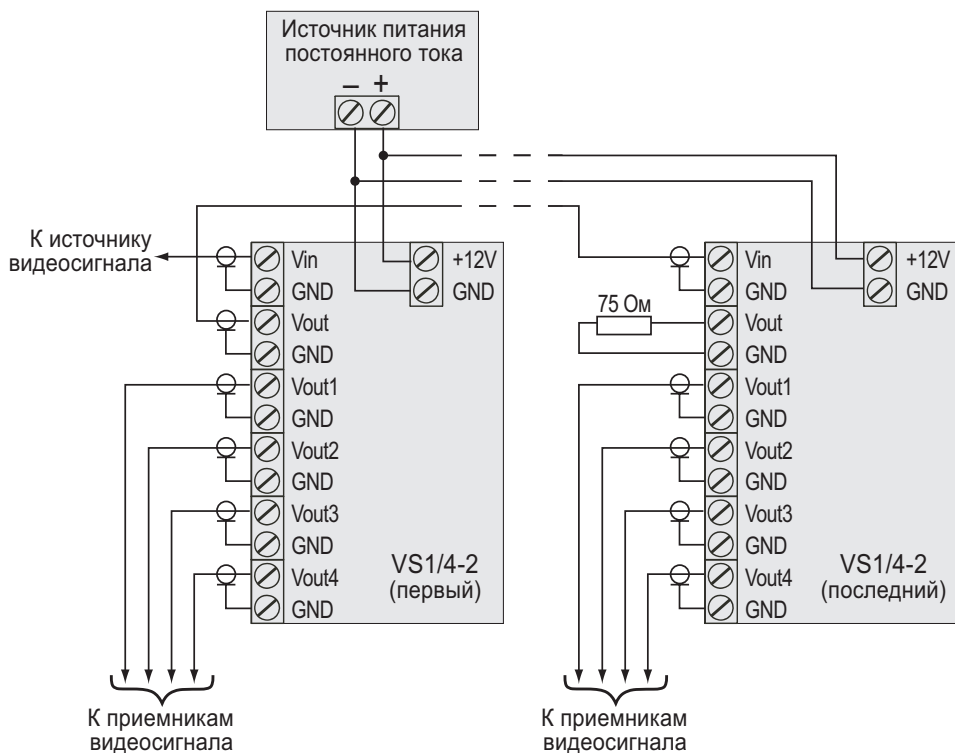 Источник питания
постоянного тока
– +
К источнику
видеосигнала
Vin
GND
Vout
GND
Vout1
GND
Vout2
GND
Vout3
GND
Vout4
GND
+12V
GND
VS1/4-2
(первый)
75 Ом
Vin
GND
Vout
GND
Vout1
GND
Vout2
GND
Vout3
GND
Vout4
GND
+12V
GND
VS1/4-2
(последний)
К приемникам
видеосигнала
К приемникам
видеосигнала